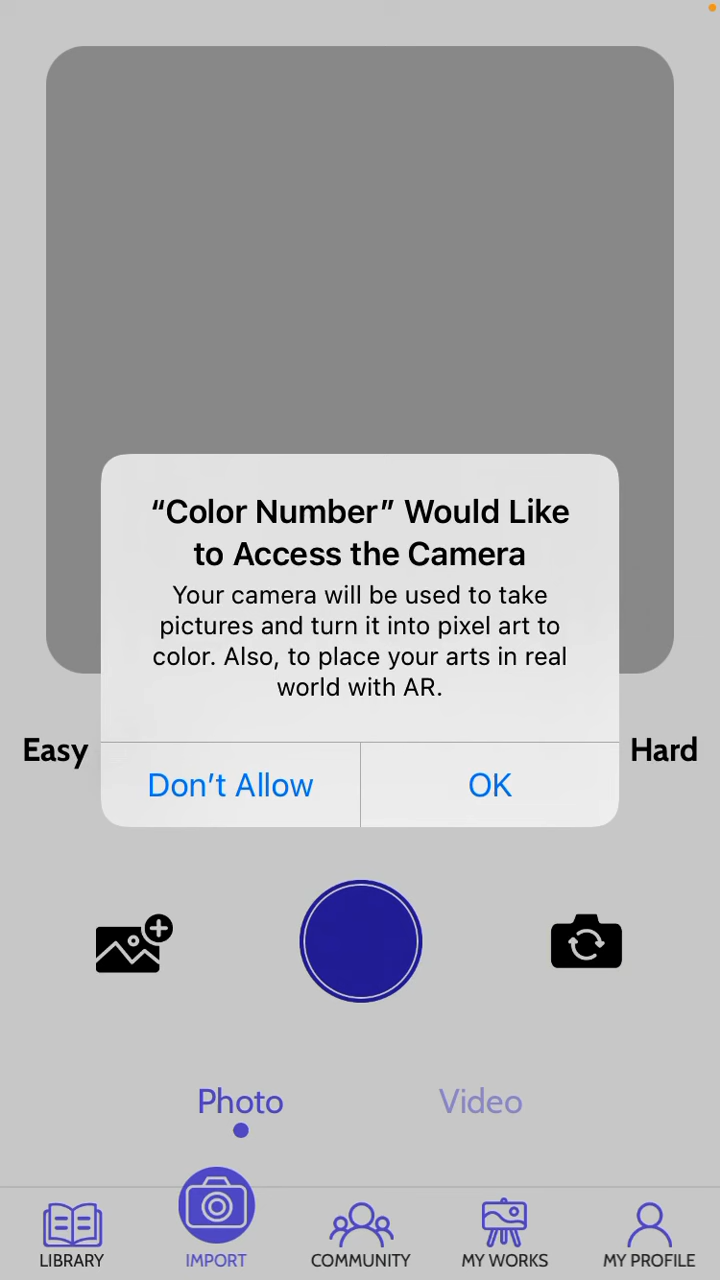 “Color Number” Would Like
to Access the Camera
Your camera will be used to take
pictures and turn it into pixel art to
color. Also, to place your arts in real
world with AR.
Easy
Hard
Don’t Allow
OK
Photo
Video
LIBRARY
IMPORT
COMMUNITY
MY WORKS
MY PROFILE